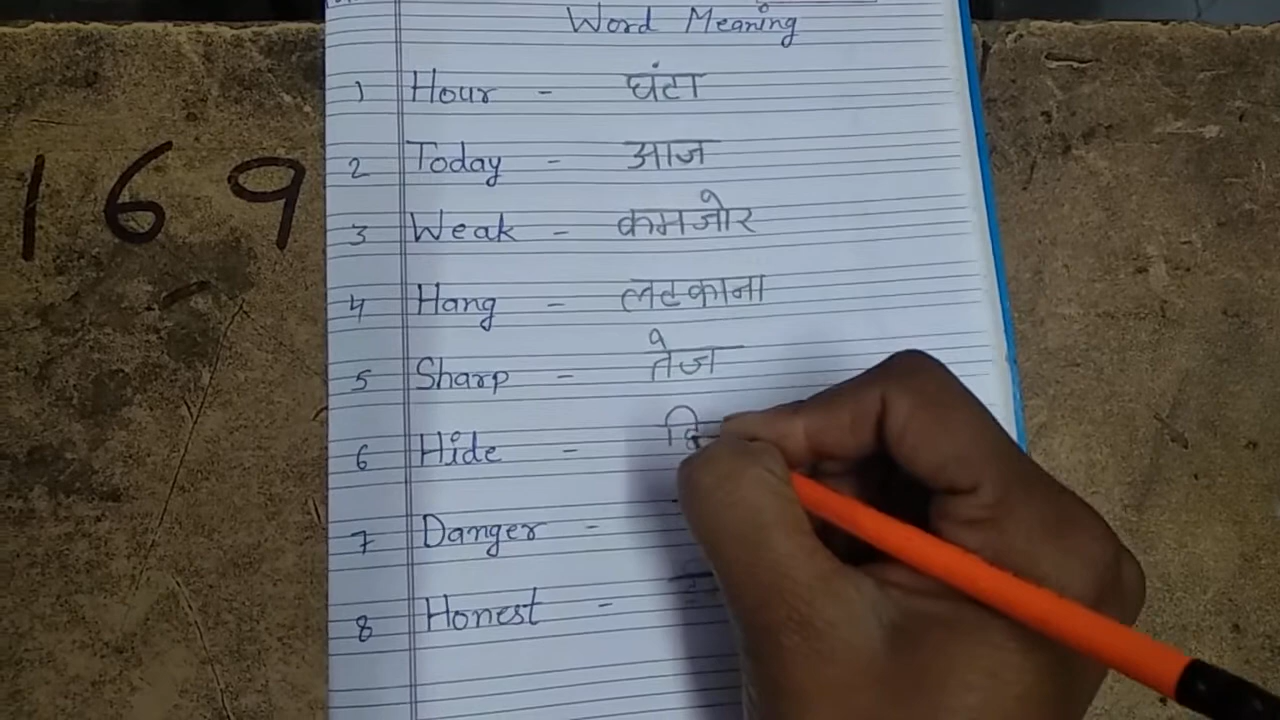 Word Meaning
169
1 Hour - घंटा
2 Today - आज
3 Weak - कमजोर
4 Hang - लटकाना
5 Sharp - तेज
6 Hide -
7 Danger -
8 Honest -